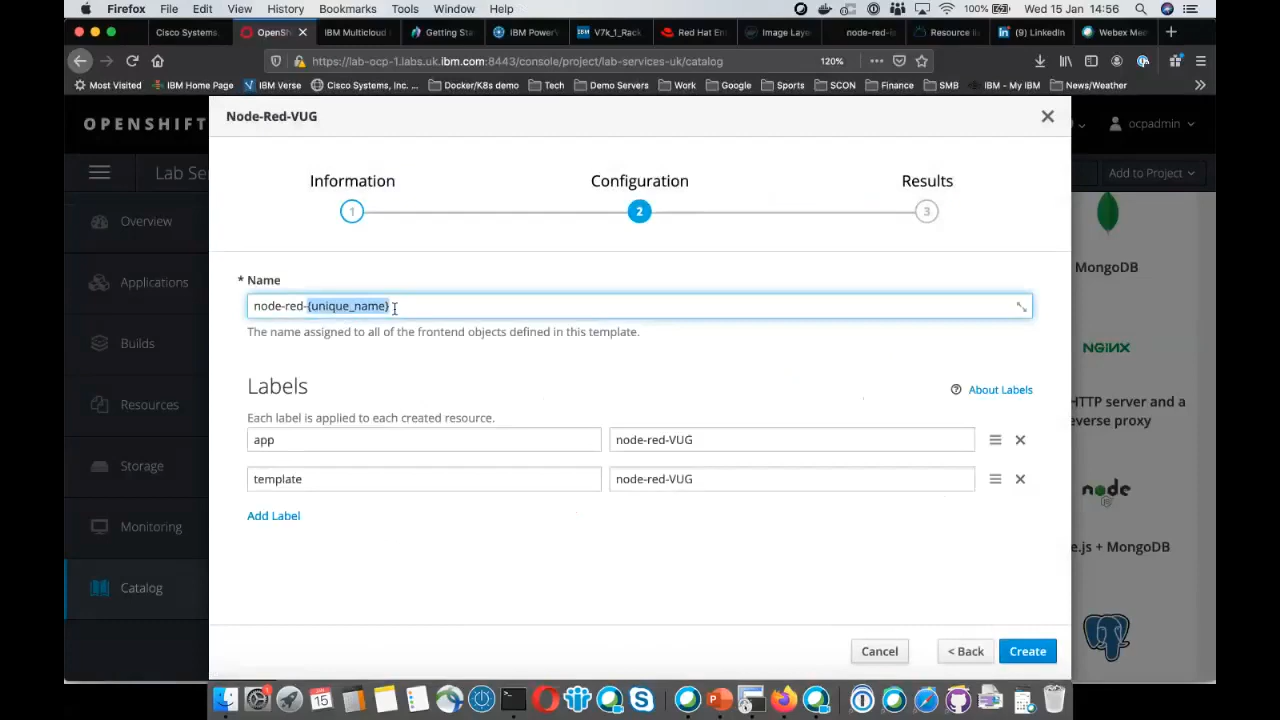 Firefox File Edit View History Bookmarks Tools Window Help 100% Wed 15 Jan 14:56
Cisco Systems, OpenSh IBM Multicloud Getting Sta IBM Power V7k_1_Rack Red Hat En Image Laye node-red-is Resource li (1) LinkedIn Webex Mee
https://lab-ocp-1.labs.uk.ibm.com:8443/console/project/lab-services-uk/catalog 120%
Most Visited IBM Home Page IBM Verse Cisco Systems, Inc. ... Docker/K8s demo Tech Demo Servers Work Google Sports SCON Finance SMB IBM - My IBM News/Weather
OPENSHIFT
ocpadmin
Node-Red-VUG
Lab Se
Add to Project
Information Configuration Results
1 2 3
Overview
Applications
Builds
Resources
Storage
Monitoring
Catalog
* Name
node-red-{unique_name}
The name assigned to all of the frontend objects defined in this template.
Labels
About Labels
Each label is applied to each created resource.
app node-red-VUG
template node-red-VUG
Add Label
Cancel < Back Create
MongoDB
NGINX
HTTP server and a
everse proxy
node
e.js + MongoDB
15